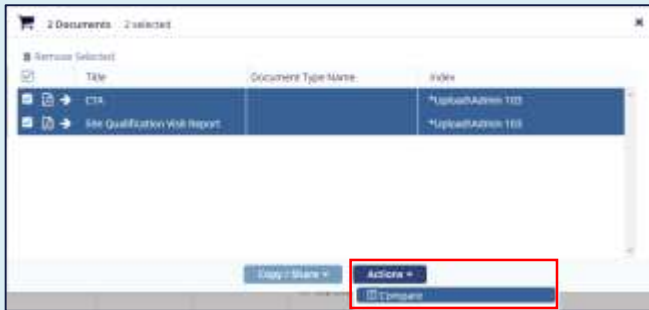 2 Documents 2 selected
Remove Selected
Title Document Type Name Index
CTA *Upload\Admin 103
Site Qualification Visit Report *Upload\Admin 103
Copy / Share
Actions
Compare